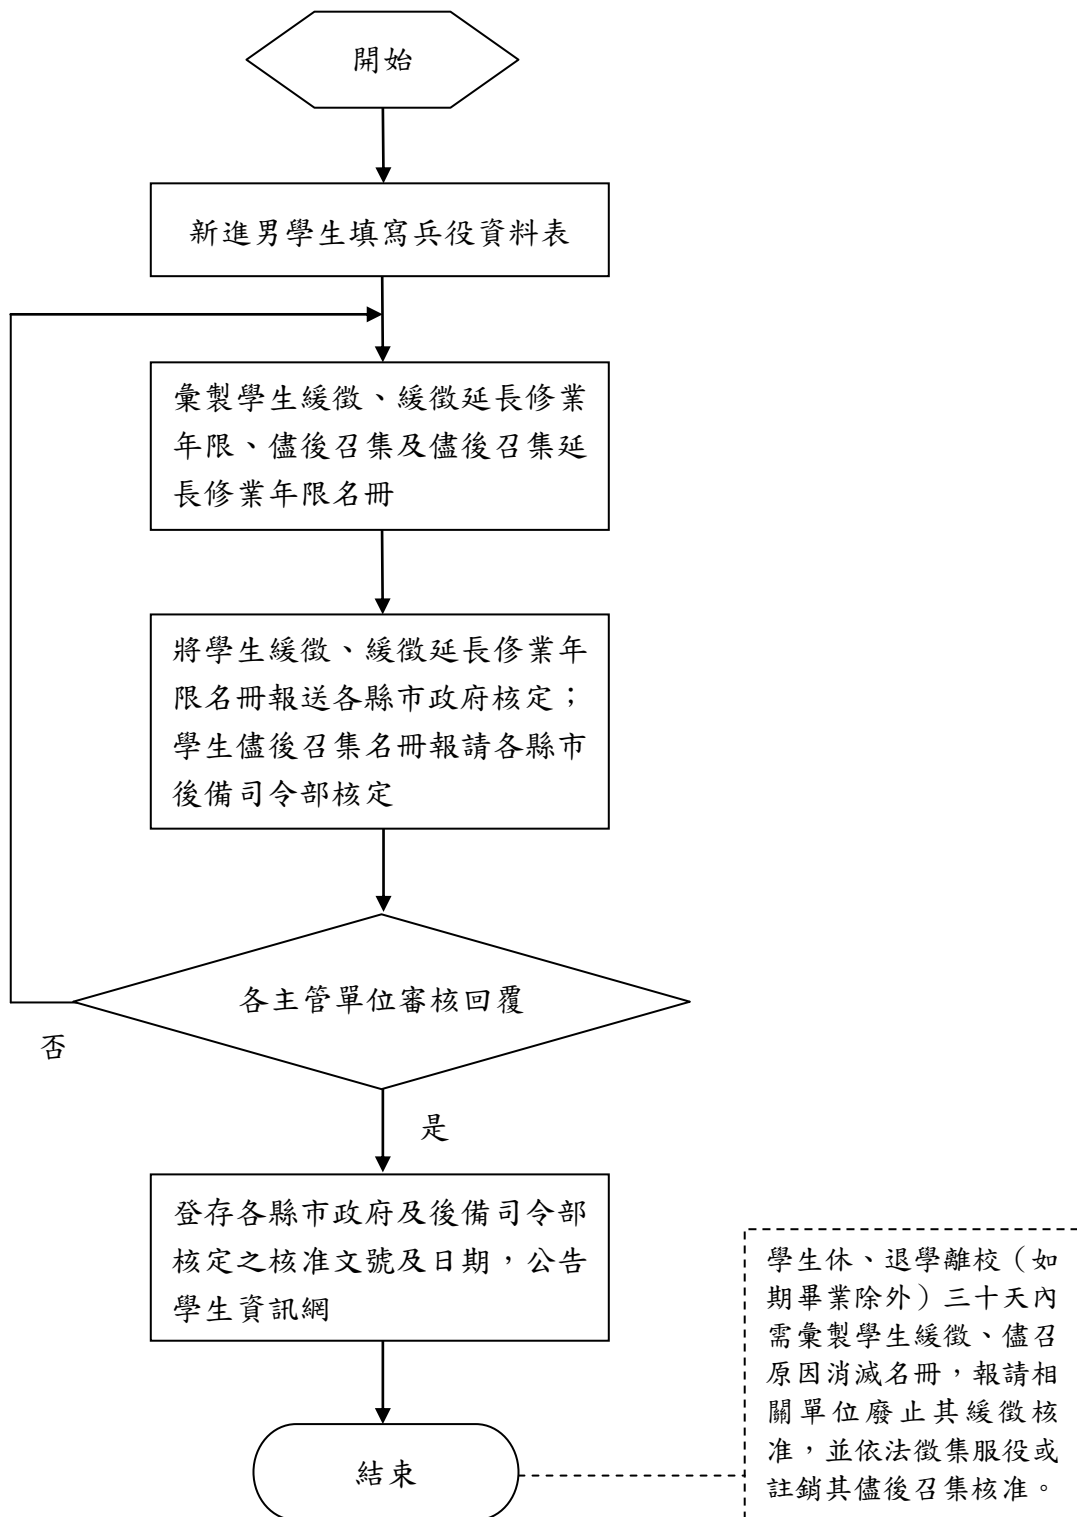 開始
新進男學生填寫兵役資料表
彙製學生緩徵、緩徵延長修業
年限、儘後召集及儘後召集延
長修業年限名冊
將學生緩徵、緩徵延長修業年
限名冊報送各縣市政府核定；
學生儘後召集名冊報請各縣市
後備司令部核定
各主管單位審核回覆
否
是
登存各縣市政府及後備司令部
核定之核准文號及日期，公告
學生資訊網
結束
學生休、退學離校（如
期畢業除外）三十天內
需彙製學生緩徵、儘召
原因消滅名冊，報請相
關單位廢止其緩徵核
准，並依法徵集服役或
註銷其儘後召集核准。